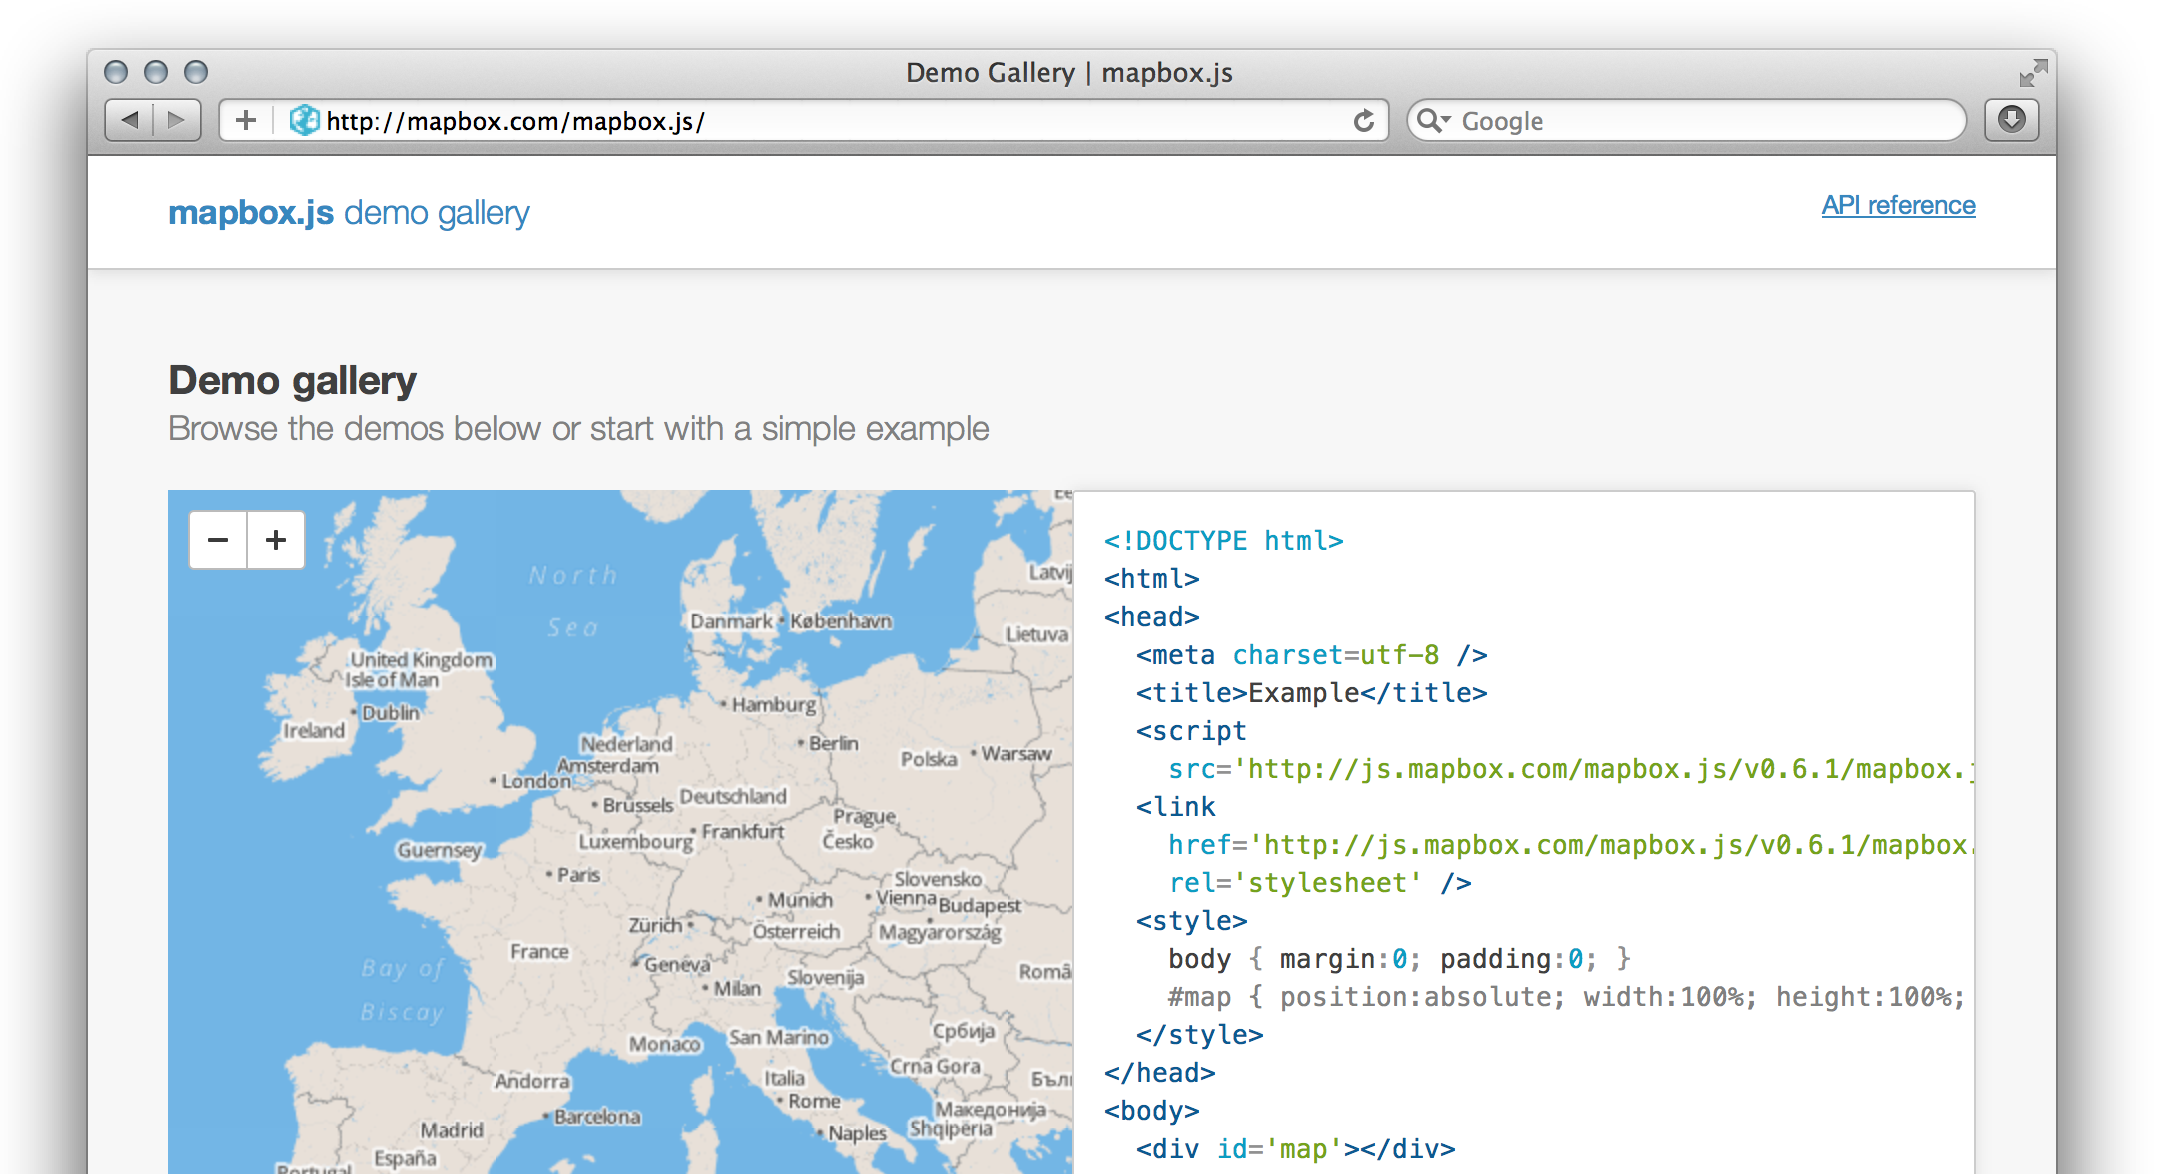 Demo Gallery | mapbox.js
http://mapbox.com/mapbox.js/
Google
mapbox.js demo gallery
API reference
Demo gallery
Browse the demos below or start with a simple example
− +
North
Sea
Latvij
Danmark
København
Lietuva
United Kingdom
Isle of Man
Dublin
Ireland
Hamburg
Nederland
Berlin
Amsterdam
Polska
Warsaw
London
Brussels
Deutschland
Luxembourg
Frankfurt
Prague
Česko
Guernsey
Paris
Slovensko
Munich
Vienna
Budapest
Zürich
Österreich
Magyarország
France
Geneva
Slovenija
Bay of
Biscay
Milan
Româ
San Marino
Србија
Monaco
Crna Gora
Andorra
Italia
Rome
Бълг
Barcelona
Македонија
Madrid
Naples
Shqipëria
España
Portugal
<!DOCTYPE html>
<html>
<head>
<meta charset=utf-8 />
<title>Example</title>
<script
src='http://js.mapbox.com/mapbox.js/v0.6.1/mapbox.j
<link
href='http://js.mapbox.com/mapbox.js/v0.6.1/mapbox.
rel='stylesheet' />
<style>
body { margin:0; padding:0; }
#map { position:absolute; width:100%; height:100%;
</style>
</head>
<body>
<div id='map'></div>